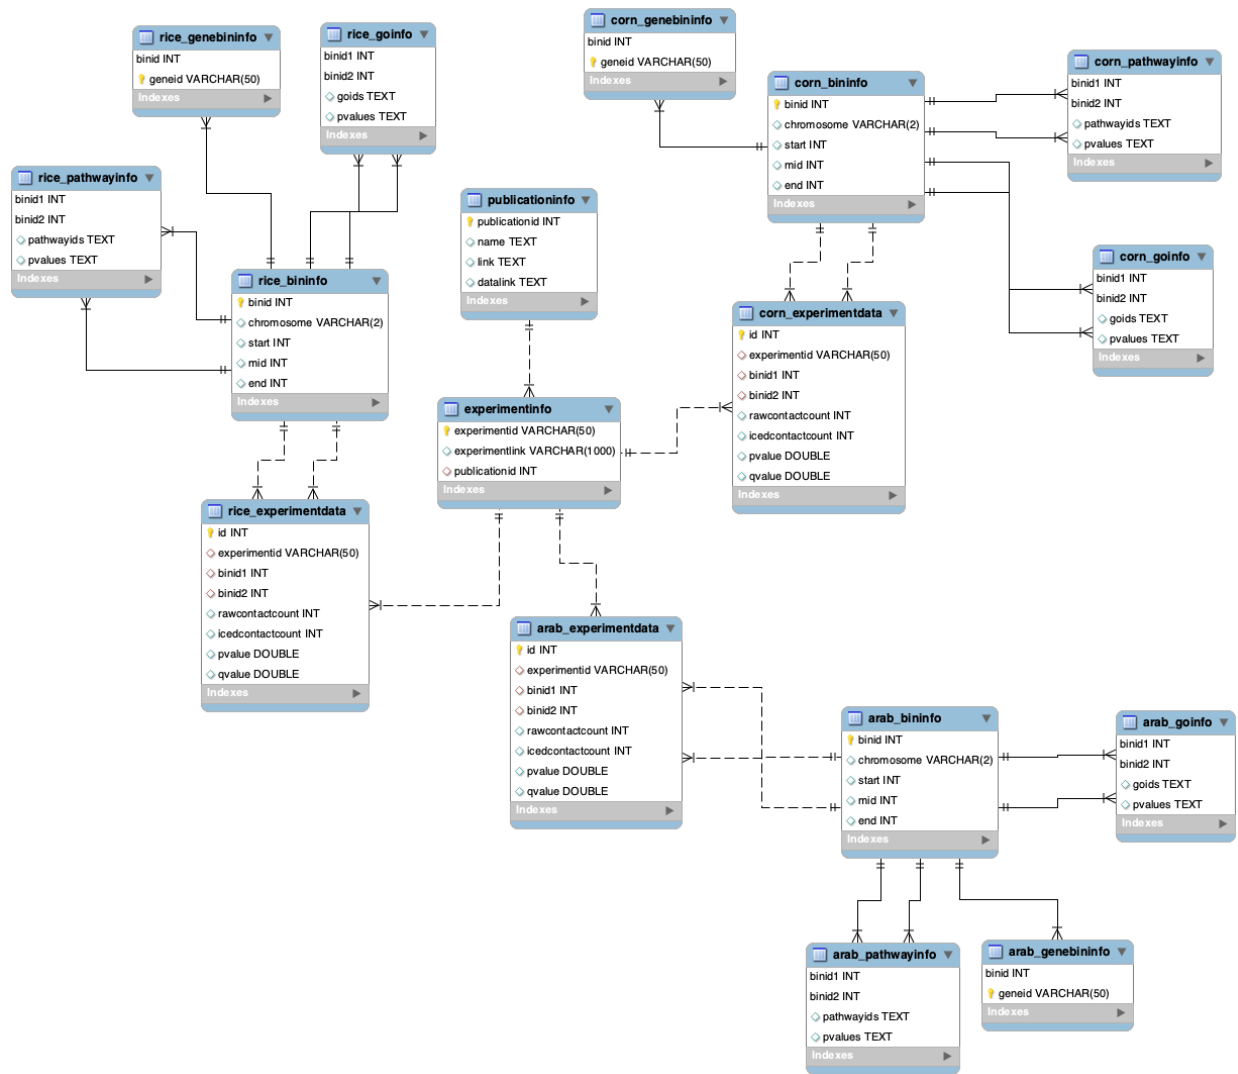 rice_genebininfo
binid INT
geneid VARCHAR(50)
Indexes
rice_goinfo
binid1 INT
binid2 INT
goids TEXT
pvalues TEXT
Indexes
corn_genebininfo
binid INT
geneid VARCHAR(50)
Indexes
corn_bininfo
binid INT
chromosome VARCHAR(2)
start INT
mid INT
end INT
Indexes
corn_pathwayinfo
binid1 INT
binid2 INT
pathwayids TEXT
pvalues TEXT
Indexes
rice_pathwayinfo
binid1 INT
binid2 INT
pathwayids TEXT
pvalues TEXT
Indexes
publicationinfo
publicationid INT
name TEXT
link TEXT
datalink TEXT
Indexes
corn_goinfo
binid1 INT
binid2 INT
goids TEXT
pvalues TEXT
Indexes
rice_bininfo
binid INT
chromosome VARCHAR(2)
start INT
mid INT
end INT
Indexes
corn_experimentdata
id INT
experimentid VARCHAR(50)
binid1 INT
binid2 INT
rawcontactcount INT
icedcontactcount INT
pvalue DOUBLE
qvalue DOUBLE
Indexes
experimentinfo
experimentid VARCHAR(50)
experimentlink VARCHAR(1000)
publicationid INT
Indexes
rice_experimentdata
id INT
experimentid VARCHAR(50)
binid1 INT
binid2 INT
rawcontactcount INT
icedcontactcount INT
pvalue DOUBLE
qvalue DOUBLE
Indexes
arab_experimentdata
id INT
experimentid VARCHAR(50)
binid1 INT
binid2 INT
rawcontactcount INT
icedcontactcount INT
pvalue DOUBLE
qvalue DOUBLE
Indexes
arab_bininfo
binid INT
chromosome VARCHAR(2)
start INT
mid INT
end INT
Indexes
arab_goinfo
binid1 INT
binid2 INT
goids TEXT
pvalues TEXT
Indexes
arab_pathwayinfo
binid1 INT
binid2 INT
pathwayids TEXT
pvalues TEXT
Indexes
arab_genebininfo
binid INT
geneid VARCHAR(50)
Indexes